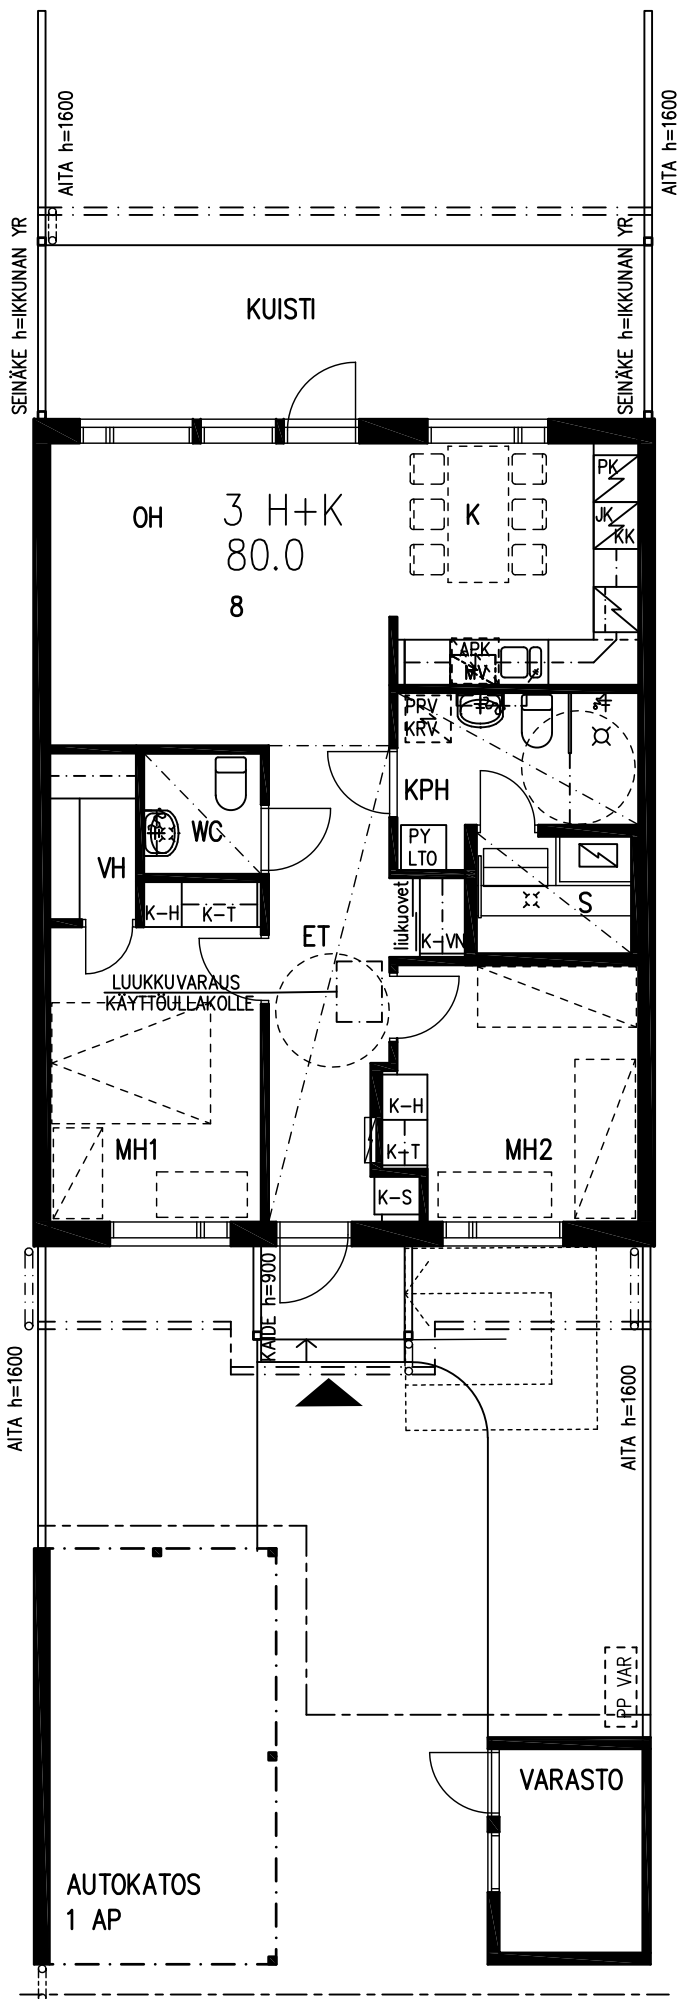 AITA h=1600
AITA h=1600
SEINÄKE h=IKKUNAN YR
SEINÄKE h=IKKUNAN YR
KUISTI
OH
3 H+K
80.0
8
K
PK
JK
KK
APK
MV
PRV
KRV
KPH
WC
PY
LTO
VH
S
K-H
K-T
liukuovet
K-VN
ET
LUUKKUVARAUS
KÄYTTÖULLAKOLLE
K-H
K-T
K-S
MH1
MH2
KAIDE h=900
AITA h=1600
AITA h=1600
PP VAR
VARASTO
AUTOKATOS
1 AP